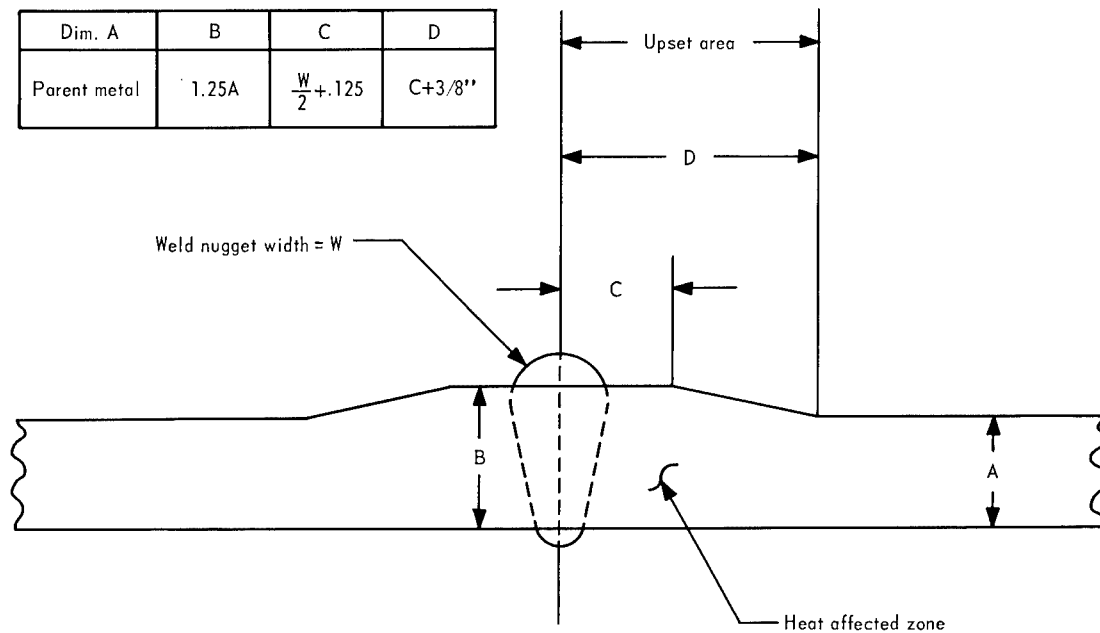 Dim. A B C D
Parent metal 1.25A W/2+.125 C+3/8''
Upset area
D
Weld nugget width = W
C
B
A
Heat affected zone